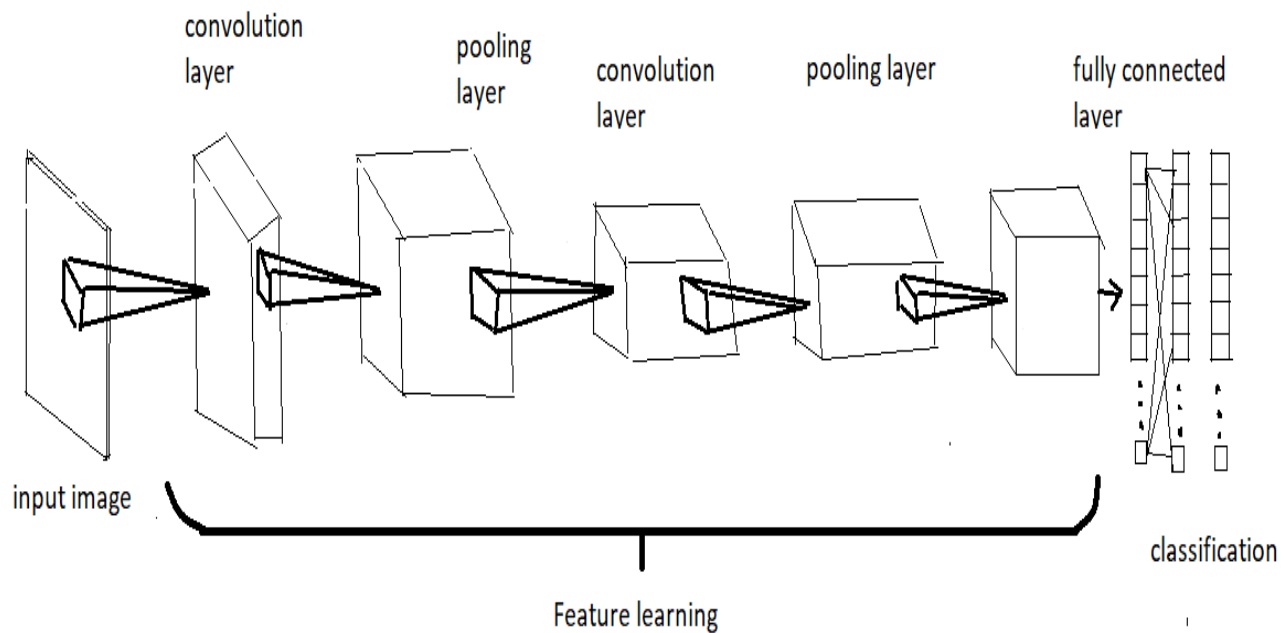 convolution
layer
pooling
layer
convolution
layer
pooling layer
fully connected
layer
input image
classification
Feature learning